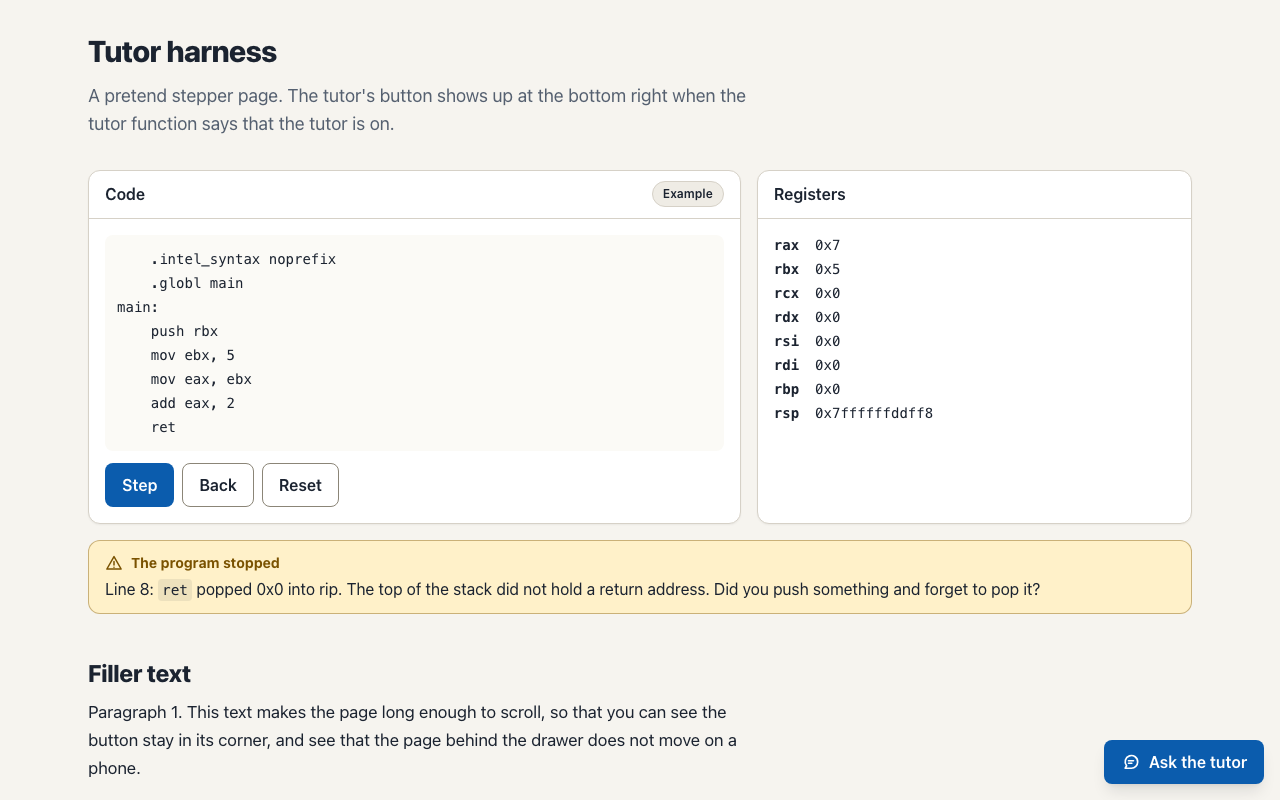 Tutor harness
A pretend stepper page. The tutor's button shows up at the bottom right when the
tutor function says that the tutor is on.
Code
Example
.intel_syntax noprefix
.globl main
main:
push rbx
mov ebx, 5
mov eax, ebx
add eax, 2
ret
Step
Back
Reset
Registers
rax 0x7
rbx 0x5
rcx 0x0
rdx 0x0
rsi 0x0
rdi 0x0
rbp 0x0
rsp 0x7ffffffddff8
The program stopped
Line 8: ret popped 0x0 into rip. The top of the stack did not hold a return address. Did you push something and forget to pop it?
Filler text
Paragraph 1. This text makes the page long enough to scroll, so that you can see the
button stay in its corner, and see that the page behind the drawer does not move on a
phone.
Ask the tutor